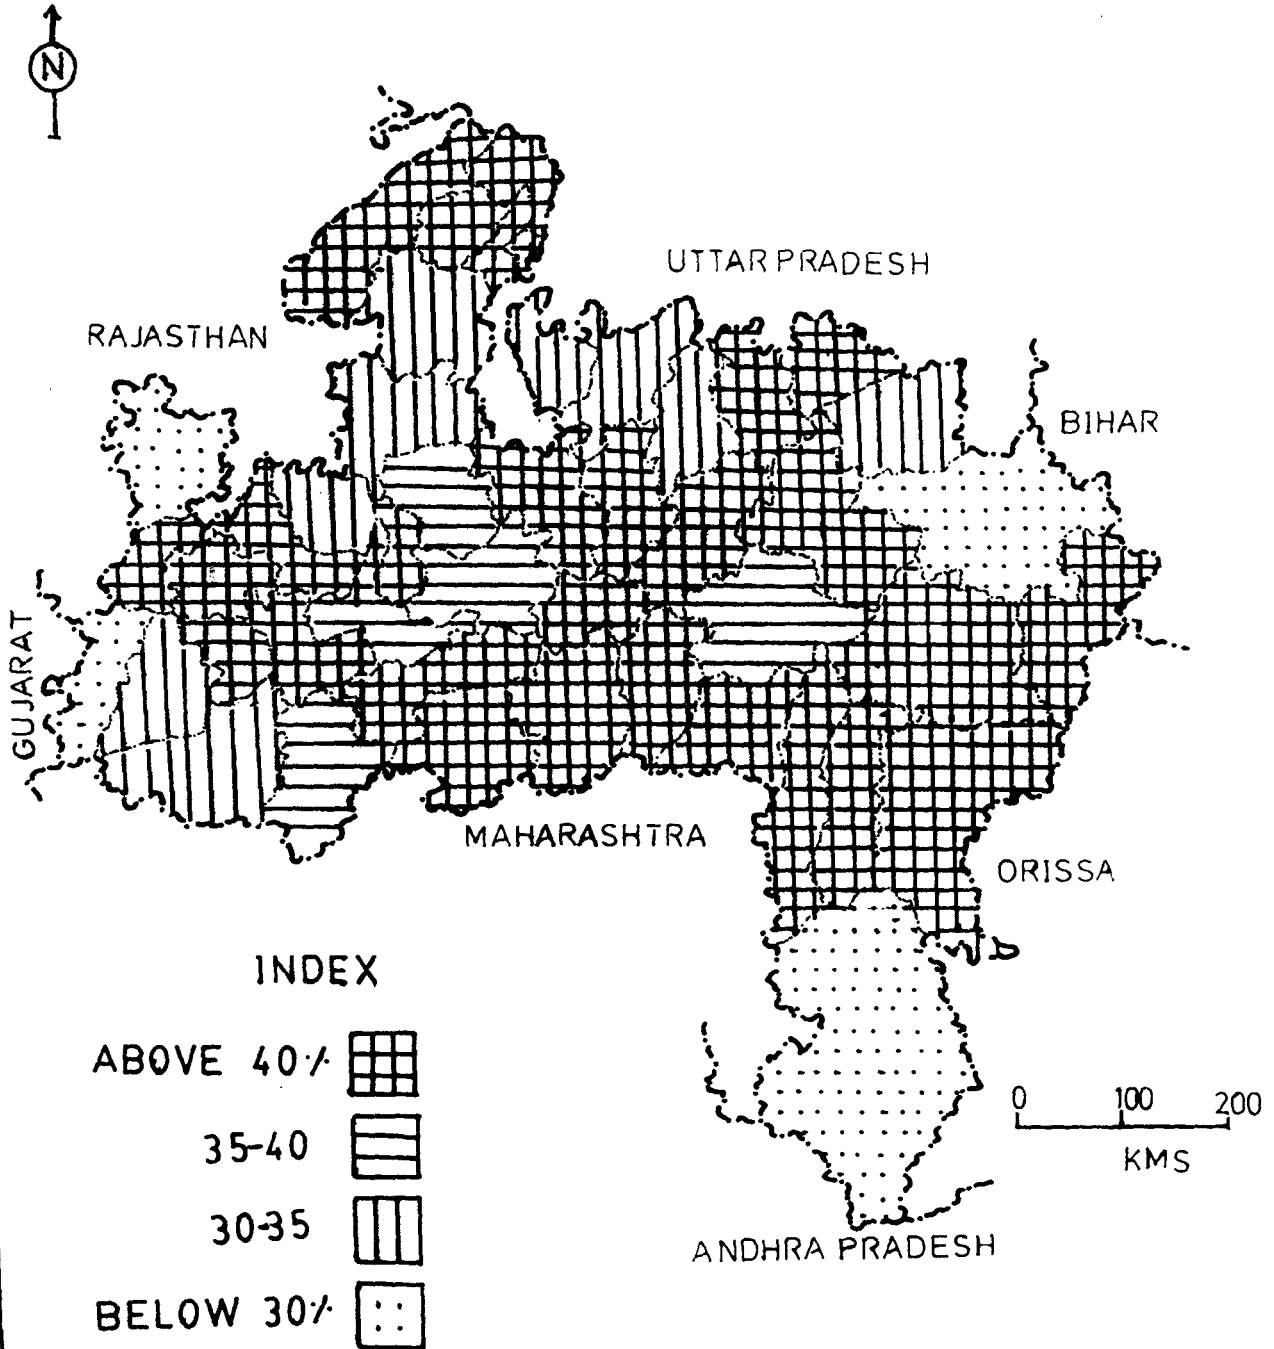 N
UTTAR PRADESH
RAJASTHAN
BIHAR
GUJARAT
MAHARASHTRA
ORISSA
INDEX
ABOVE 40%
35-40
30-35
BELOW 30%
0 100 200
KMS
ANDHRA PRADESH